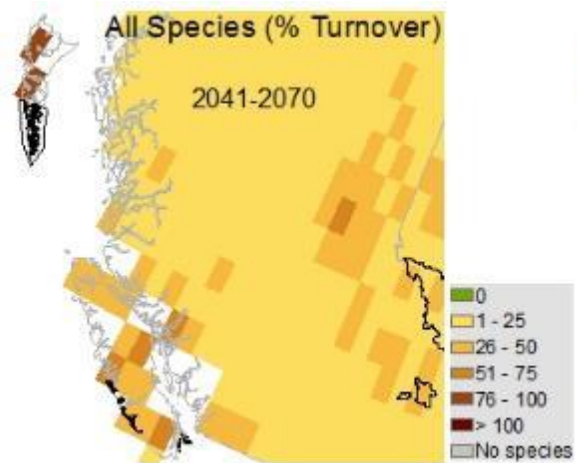 All Species (% Turnover)
2041-2070
0
1 - 25
26 - 50
51 - 75
76 - 100
> 100
No species